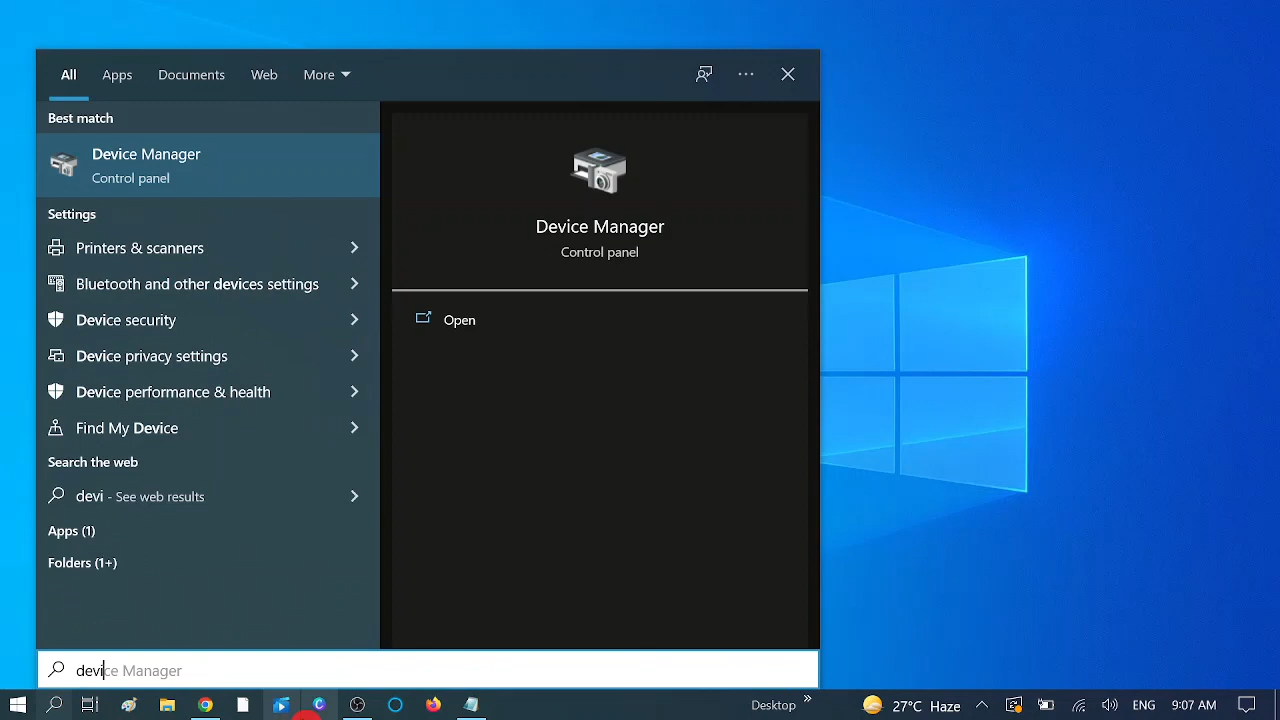 All Apps Documents Web More
Best match
Device Manager
Control panel
Settings
Printers & scanners
Bluetooth and other devices settings
Device security
Device privacy settings
Device performance & health
Find My Device
Search the web
devi - See web results
Apps (1)
Folders (1+)
Device Manager
Control panel
Open
device Manager
Desktop » 27°C Haze ENG 9:07 AM